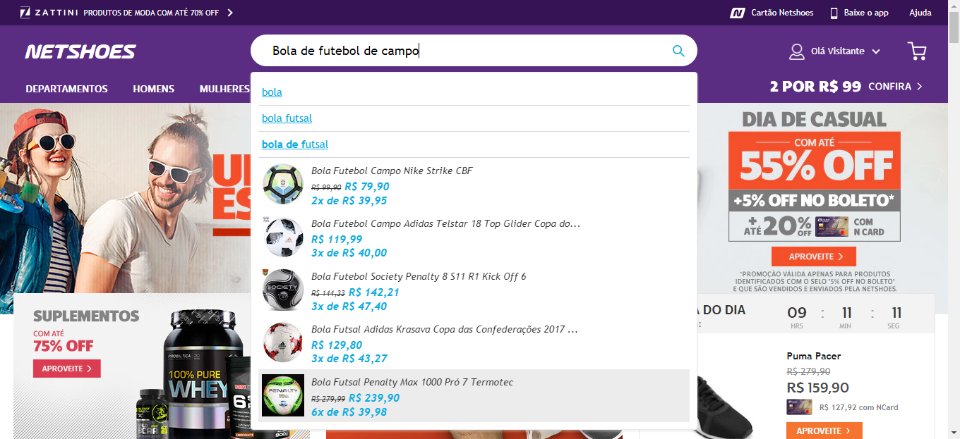 ZATTINI PRODUTOS DE MODA COM ATÉ 70% OFF
Cartão Netshoes
Baixe o app
Ajuda
NETSHOES
Bola de futebol de campo
Olá Visitante
DEPARTAMENTOS HOMENS MULHERES
2 POR R$ 99 CONFIRA
bola
bola futsal
bola de futsal
Bola Futebol Campo Nike Strike CBF
R$ 99,90 R$ 79,90
2x de R$ 39,95
Bola Futebol Campo Adidas Telstar 18 Top Glider Copa do...
R$ 119,99
3x de R$ 40,00
Bola Futebol Society Penalty 8 S11 R1 Kick Off 6
R$ 144,33 R$ 142,21
3x de R$ 47,40
Bola Futsal Adidas Krasava Copa das Confederações 2017 ...
R$ 129,80
3x de R$ 43,27
Bola Futsal Penalty Max 1000 Pró 7 Termotec
R$ 279,99 R$ 239,90
6x de R$ 39,98
DIA DE CASUAL
COM ATÉ
55% OFF
+5% OFF NO BOLETO*
ATÉ +20% OFF COM N CARD
APROVEITE
*PROMOÇÃO VÁLIDA APENAS PARA PRODUTOS
IDENTIFICADOS COM O SELO '5% OFF NO BOLETO'
E QUE SÃO VENDIDOS E ENVIADOS PELA NETSHOES.
SUPLEMENTOS
COM ATÉ
75% OFF
APROVEITE
100% PURE
WHEY
SOCIETY
PENALTY
DO DIA
09 : 11 : 11
HRS MIN SEG
Puma Pacer
R$ 279,90
R$ 159,90
R$ 127,92 com NCard
APROVEITE